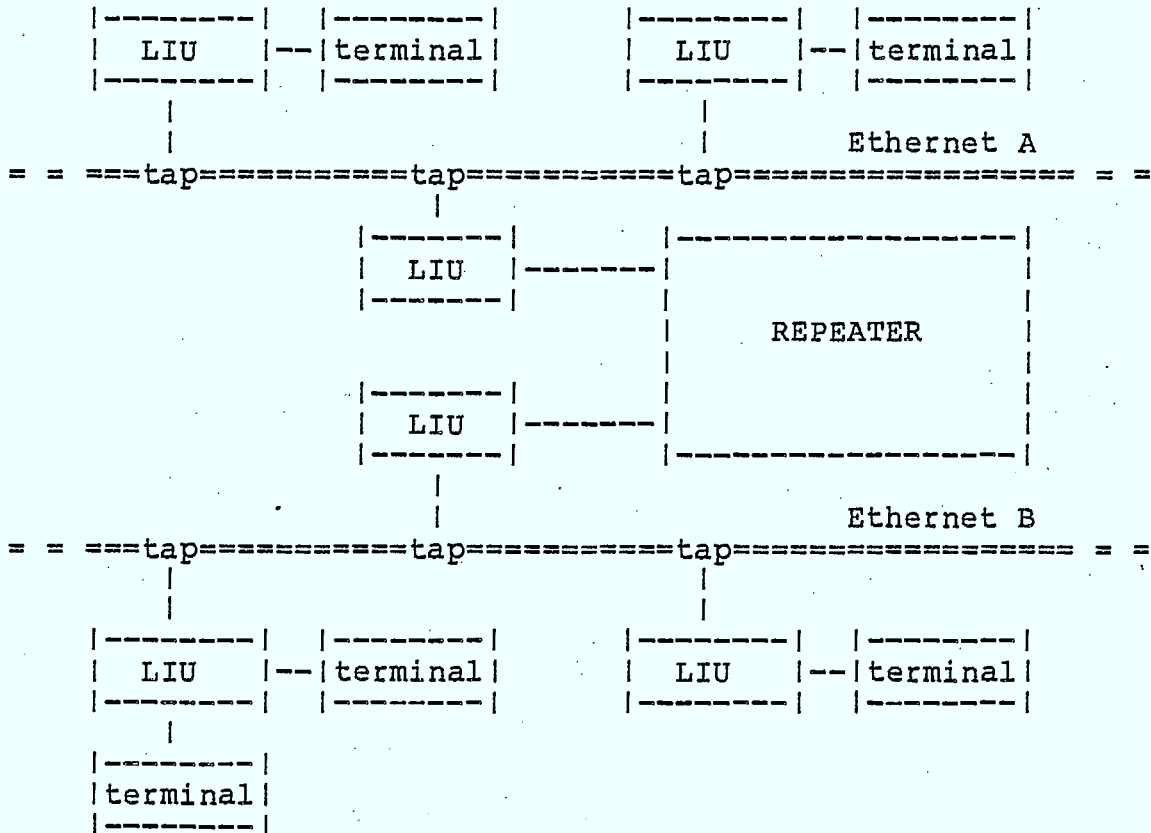 LIU terminal LIU terminal
Ethernet A
= = ===tap===========tap===========tap================== = =
LIU
REPEATER
LIU
Ethernet B
= = ===tap===========tap===========tap================== = =
LIU terminal LIU terminal
terminal